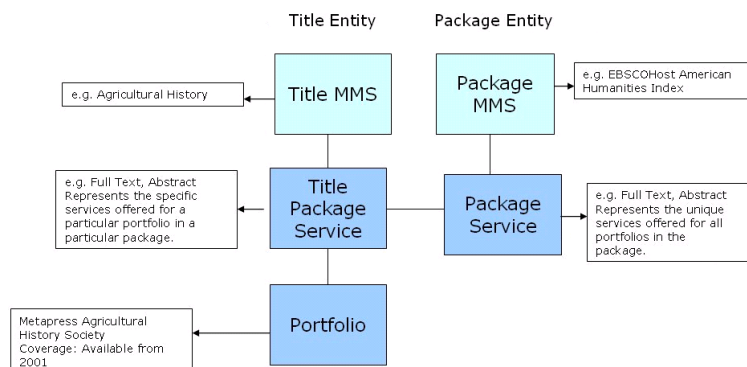 Title Entity
Package Entity
Title MMS
Package
MMS
e.g. Agricultural History
e.g. EBSCOHost American
Humanities Index
e.g. Full Text, Abstract
Represents the specific
services offered for a
particular portfolio in a
particular package.
Title
Package
Service
Package
Service
e.g. Full Text, Abstract
Represents the unique
services offered for all
portfolios in the
package.
Portfolio
Metapress Agricultural
History Society
Coverage: Available from
2001